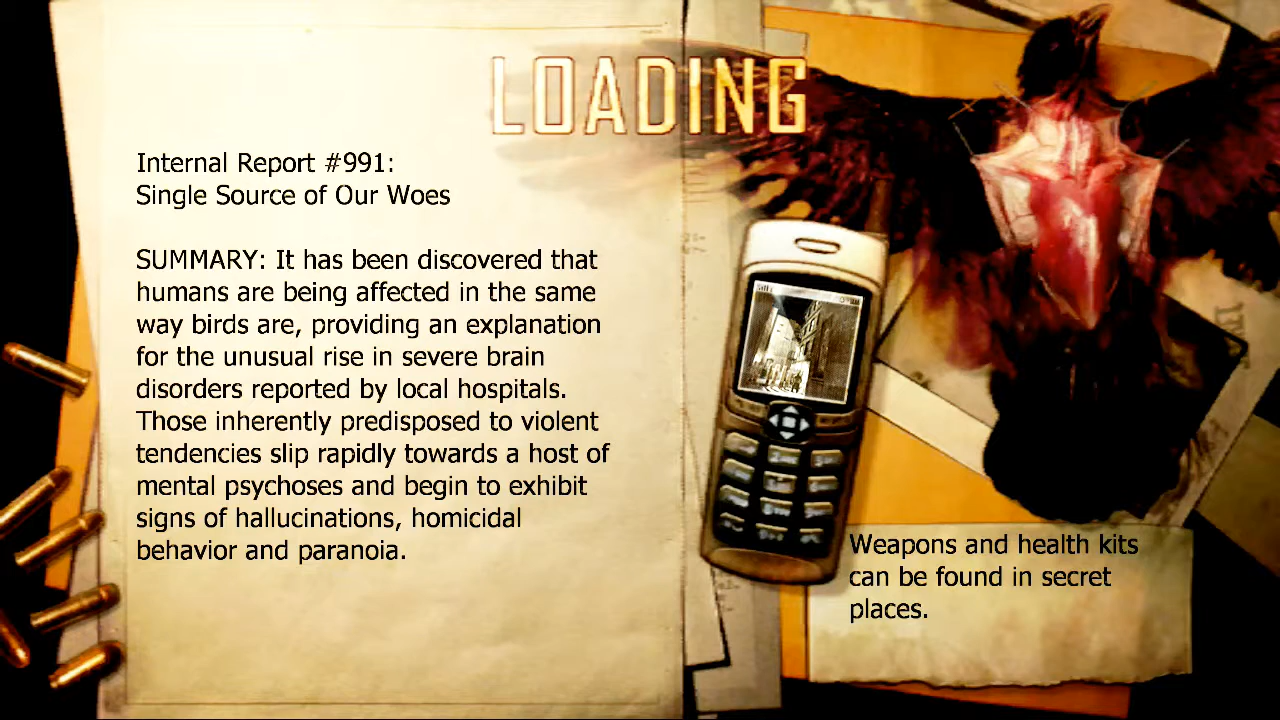 LOADING
Internal Report #991:
Single Source of Our Woes
SUMMARY: It has been discovered that
humans are being affected in the same
way birds are, providing an explanation
for the unusual rise in severe brain
disorders reported by local hospitals.
Those inherently predisposed to violent
tendencies slip rapidly towards a host of
mental psychoses and begin to exhibit
signs of hallucinations, homicidal
behavior and paranoia.
Weapons and health kits
can be found in secret
places.